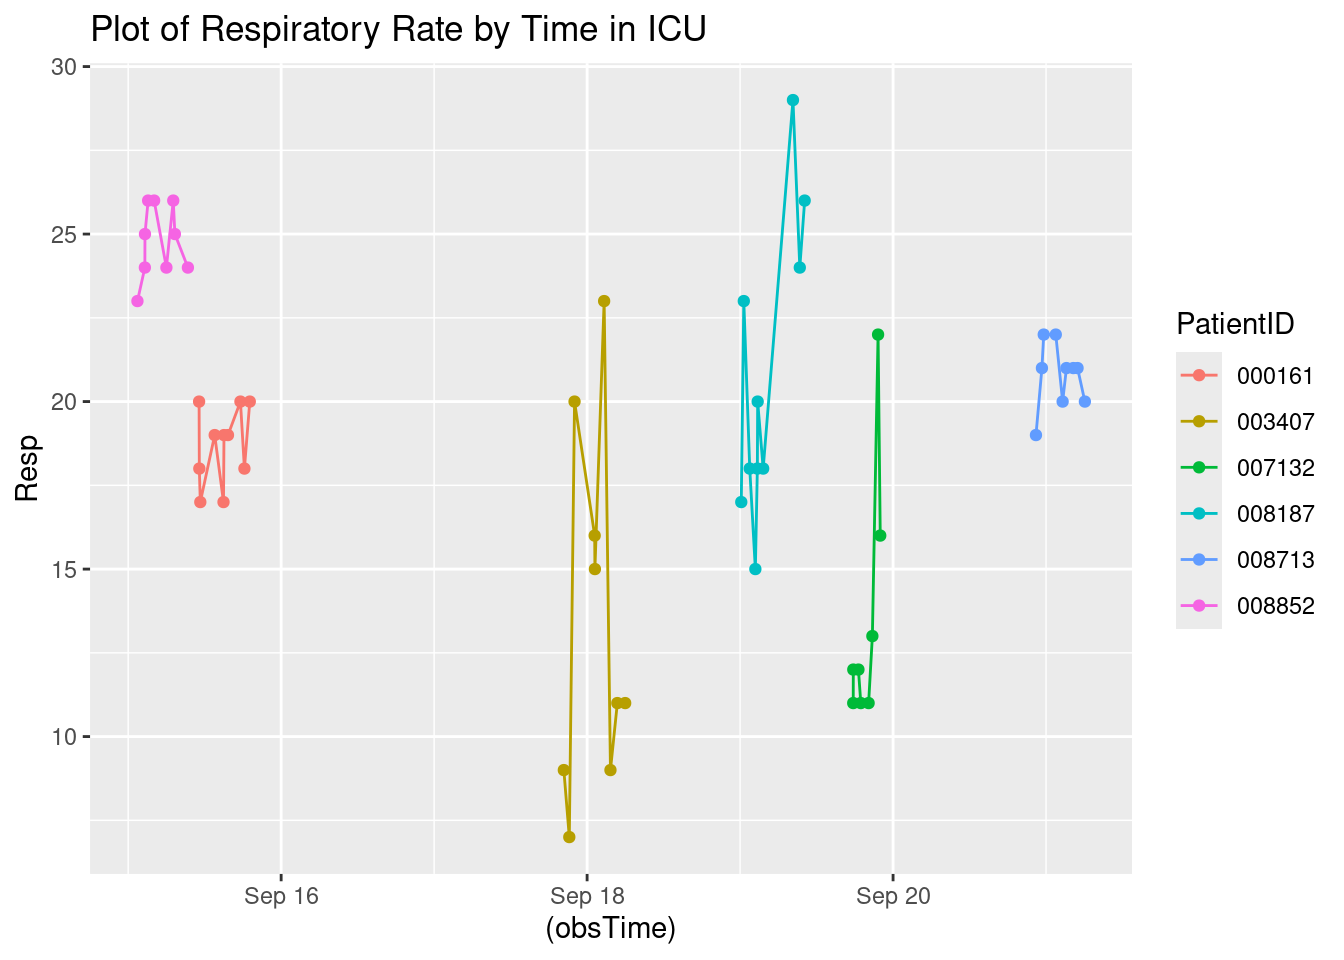 Plot of Respiratory Rate by Time in ICU
30
25
20
15
10
Resp
Sep 16
Sep 18
Sep 20
(obsTime)
PatientID
000161
003407
007132
008187
008713
008852